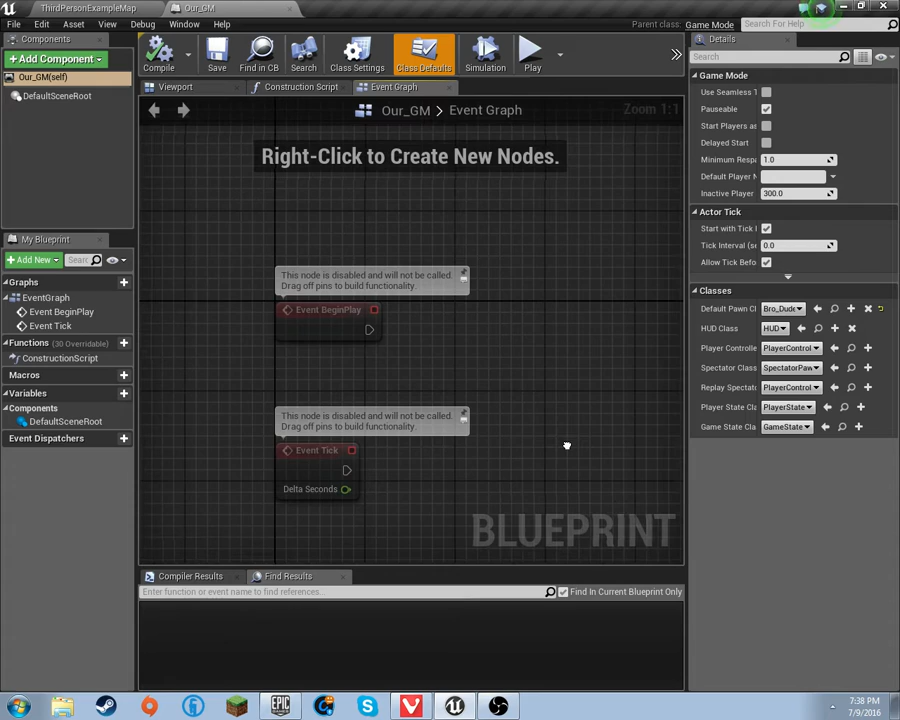 ThirdPersonExampleMap
Our_GM
File Edit Asset View Debug Window Help
Parent class: Game Mode
Search For Help
Components
Details
+ Add Component
Search
Compile Save Find in CB Search Class Settings Class Defaults Simulation Play
Our_GM(self)
DefaultSceneRoot
Viewport Construction Script Event Graph
Our_GM > Event Graph
Zoom 1:1
Right-Click to Create New Nodes.
Game Mode
Use Seamless T
Pauseable
Start Players as
Delayed Start
Minimum Respa 1.0
Default Player N
Inactive Player 300.0
Actor Tick
Start with Tick
Tick Interval (se 0.0
Allow Tick Befo
Classes
Default Pawn Cl Bro_Dude
HUD Class HUD
Player Controlle PlayerControl
Spectator Class SpectatorPaw
Replay Spectato PlayerControl
Player State Cla PlayerState
Game State Cla GameState
My Blueprint
+ Add New
Search
Graphs
EventGraph
Event BeginPlay
Event Tick
Functions (30 Overridable)
ConstructionScript
Macros
Variables
Components
DefaultSceneRoot
Event Dispatchers
This node is disabled and will not be called.
Drag off pins to build functionality.
Event BeginPlay
This node is disabled and will not be called.
Drag off pins to build functionality.
Event Tick
Delta Seconds
BLUEPRINT
Compiler Results Find Results
Enter function or event name to find references...
Find In Current Blueprint Only
EPIC
GAMES
7:38 PM
7/9/2016